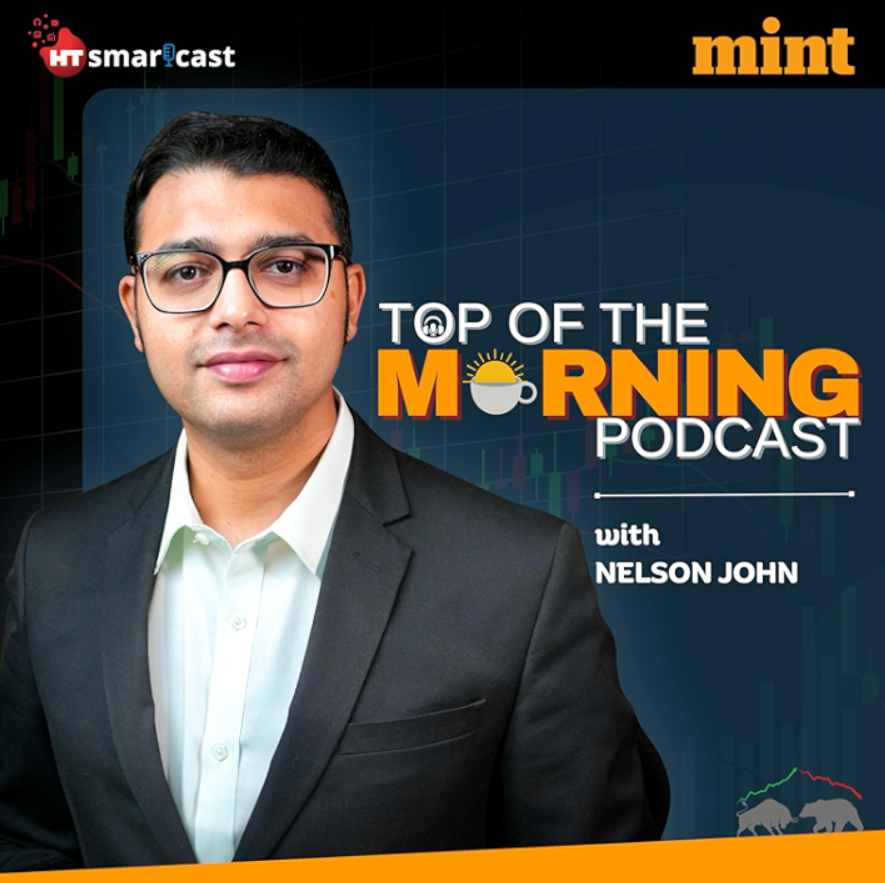 HT smartcast
mint
TOP OF THE
MORNING
PODCAST
with
NELSON JOHN